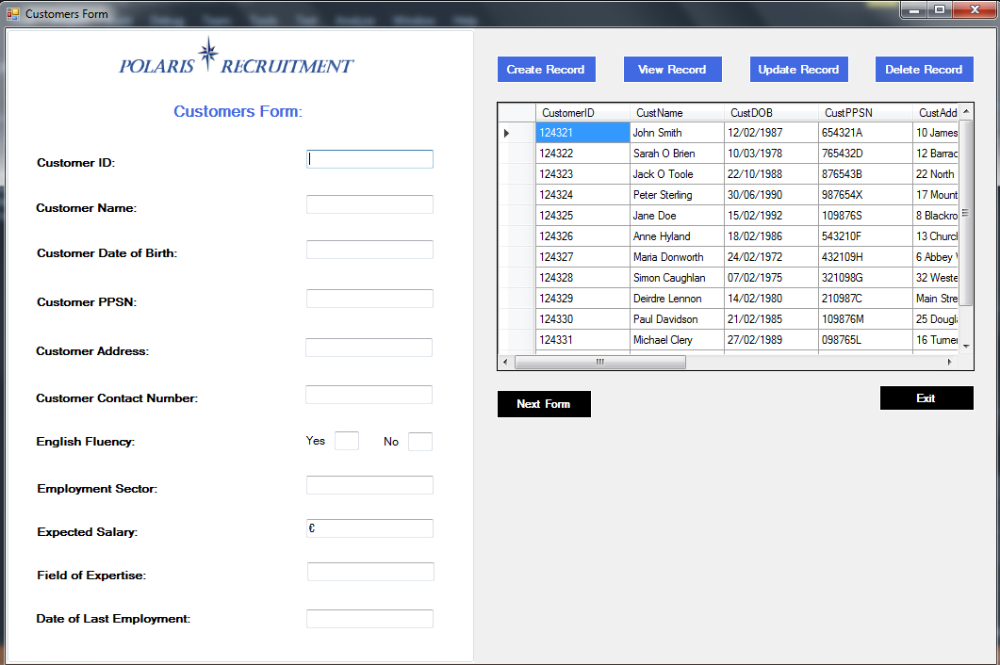 Customers Form
POLARIS RECRUITMENT
Customers Form:
Customer ID:
Customer Name:
Customer Date of Birth:
Customer PPSN:
Customer Address:
Customer Contact Number:
English Fluency: Yes No
Employment Sector:
Expected Salary: €
Field of Expertise:
Date of Last Employment:
Create Record View Record Update Record Delete Record
CustomerID CustName CustDOB CustPPSN CustAdd
124321 John Smith 12/02/1987 654321A 10 James
124322 Sarah O Brien 10/03/1978 765432D 12 Barrac
124323 Jack O Toole 22/10/1988 876543B 22 North
124324 Peter Sterling 30/06/1990 987654X 17 Mount
124325 Jane Doe 15/02/1992 109876S 8 Blackro
124326 Anne Hyland 18/02/1986 543210F 13 Church
124327 Maria Donworth 24/02/1972 432109H 6 Abbey
124328 Simon Caughlan 07/02/1975 321098G 32 Weste
124329 Deirdre Lennon 14/02/1980 210987C Main Stre
124330 Paul Davidson 21/02/1985 109876M 25 Dougl
124331 Michael Clery 27/02/1989 098765L 16 Turner
Next Form Exit